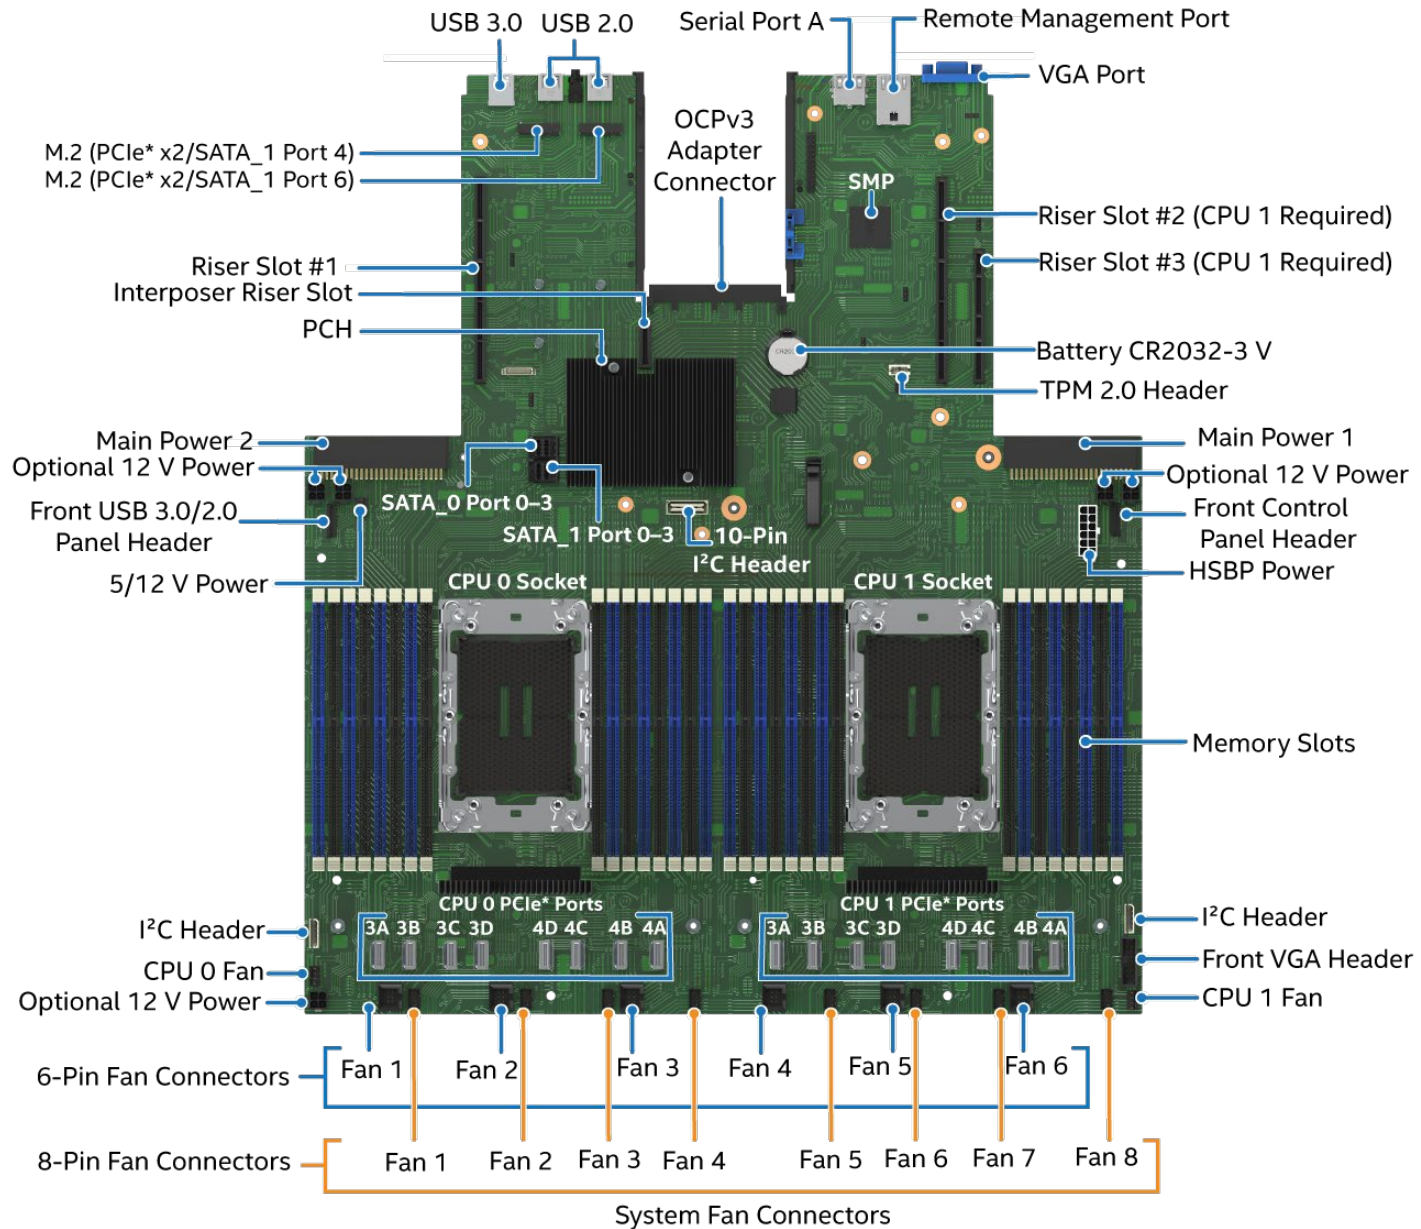 USB 3.0
USB 2.0
Serial Port A
Remote Management Port
VGA Port
M.2 (PCIe* x2/SATA_1 Port 4)
M.2 (PCIe* x2/SATA_1 Port 6)
OCPv3
Adapter
Connector
SMP
Riser Slot #2 (CPU 1 Required)
Riser Slot #3 (CPU 1 Required)
Riser Slot #1
Interposer Riser Slot
PCH
Battery CR2032-3 V
TPM 2.0 Header
Main Power 2
Optional 12 V Power
Front USB 3.0/2.0
Panel Header
5/12 V Power
SATA_0 Port 0–3
SATA_1 Port 0–3
10-Pin
I²C Header
Main Power 1
Optional 12 V Power
Front Control
Panel Header
HSBP Power
CPU 0 Socket
CPU 1 Socket
Memory Slots
CPU 0 PCIe* Ports
3A 3B 3C 3D 4D 4C 4B 4A
CPU 1 PCIe* Ports
3A 3B 3C 3D 4D 4C 4B 4A
I²C Header
CPU 0 Fan
Optional 12 V Power
I²C Header
Front VGA Header
CPU 1 Fan
6-Pin Fan Connectors
Fan 1
Fan 2
Fan 3
Fan 4
Fan 5
Fan 6
8-Pin Fan Connectors
Fan 1
Fan 2
Fan 3
Fan 4
Fan 5
Fan 6
Fan 7
Fan 8
System Fan Connectors